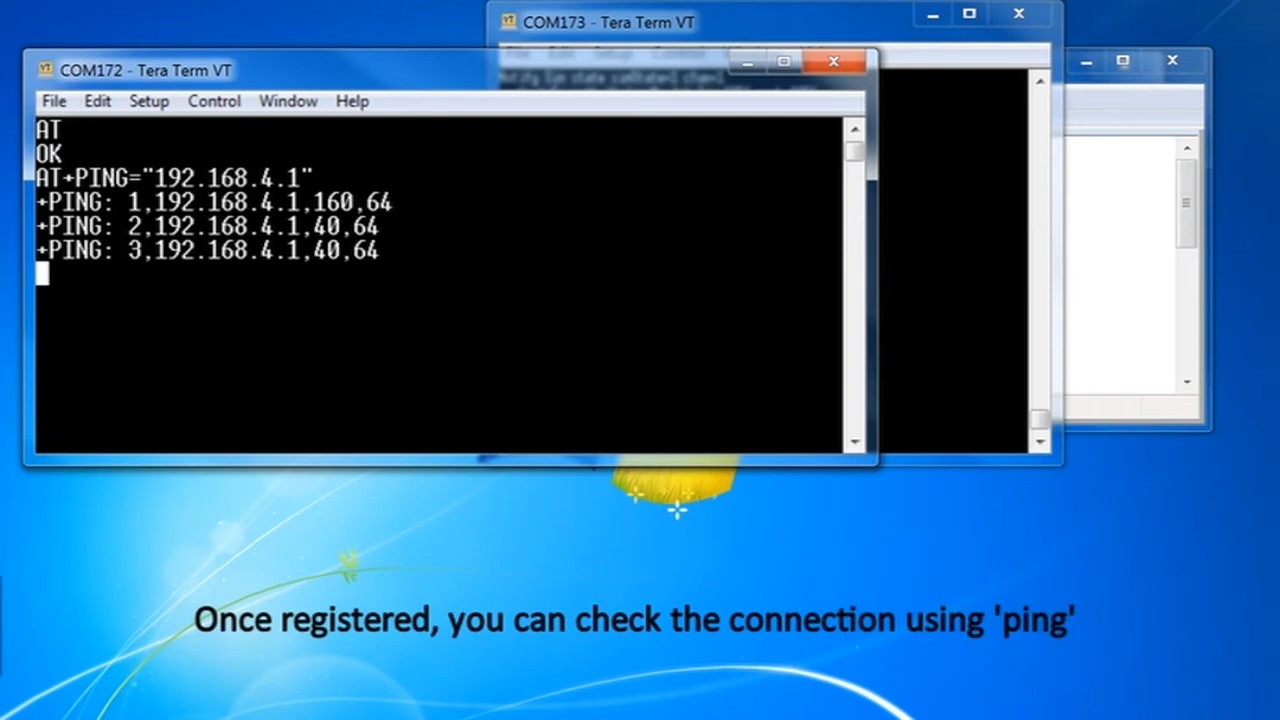 COM173 - Tera Term VT
COM172 - Tera Term VT
File Edit Setup Control Window Help
AT
OK
AT+PING="192.168.4.1"
+PING: 1,192.168.4.1,160,64
+PING: 2,192.168.4.1,40,64
+PING: 3,192.168.4.1,40,64
Once registered, you can check the connection using 'ping'